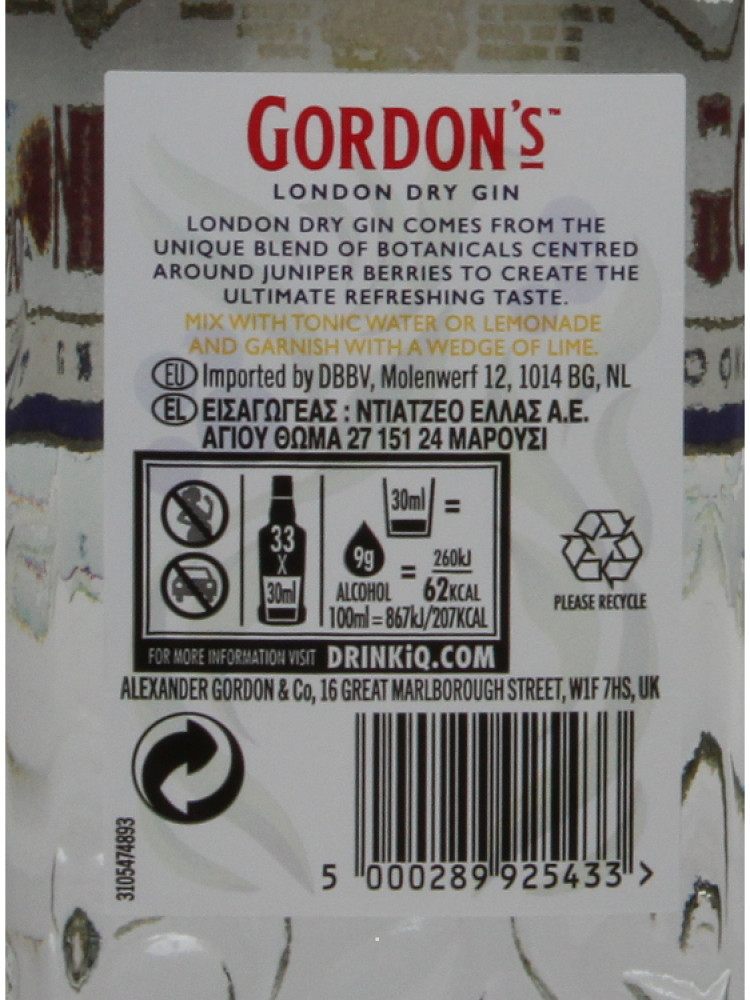 GORDON'S™
LONDON DRY GIN
LONDON DRY GIN COMES FROM THE
UNIQUE BLEND OF BOTANICALS CENTRED
AROUND JUNIPER BERRIES TO CREATE THE
ULTIMATE REFRESHING TASTE.
MIX WITH TONIC WATER OR LEMONADE
AND GARNISH WITH A WEDGE OF LIME.
EU Imported by DBBV, Molenwerf 12, 1014 BG, NL
EL ΕΙΣΑΓΩΓΕΑΣ : ΝΤΙΑΤΖΕΟ ΕΛΛΑΣ Α.Ε.
ΑΓΙΟΥ ΘΩΜΑ 27 151 24 ΜΑΡΟΥΣΙ
33
X
30ml
30ml =
9g
ALCOHOL
= 260kJ
62KCAL
100ml = 867kJ/207KCAL
FOR MORE INFORMATION VISIT DRINKiQ.COM
PLEASE RECYCLE
ALEXANDER GORDON & Co, 16 GREAT MARLBOROUGH STREET, W1F 7HS, UK
3105474893
5 000289 925433 >